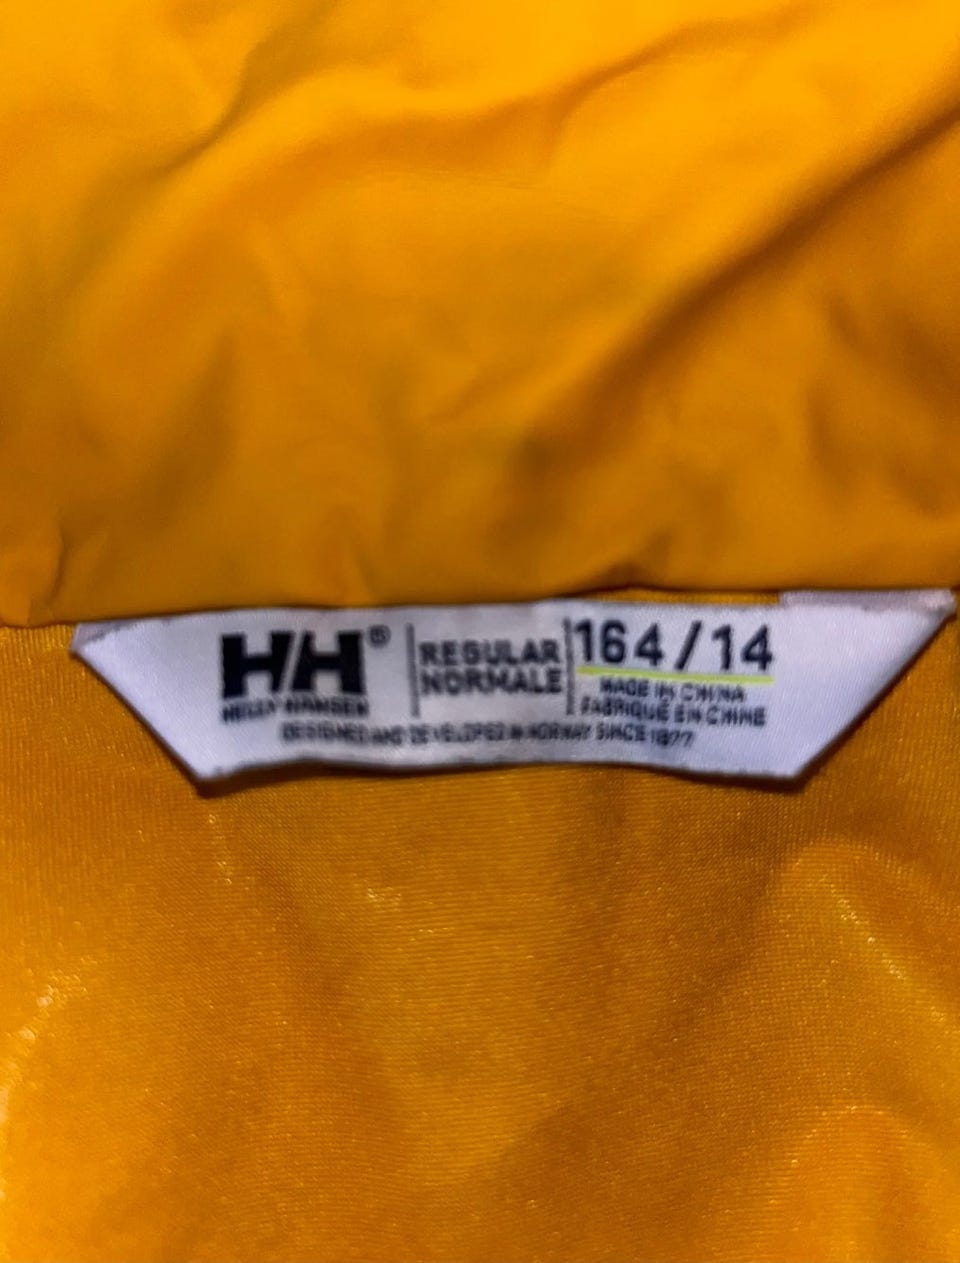 HH®
HELLY HANSEN
REGULAR
NORMALE
164/14
MADE IN CHINA
FABRIQUÉ EN CHINE
DESIGNED AND DEVELOPED IN NORWAY SINCE 1877